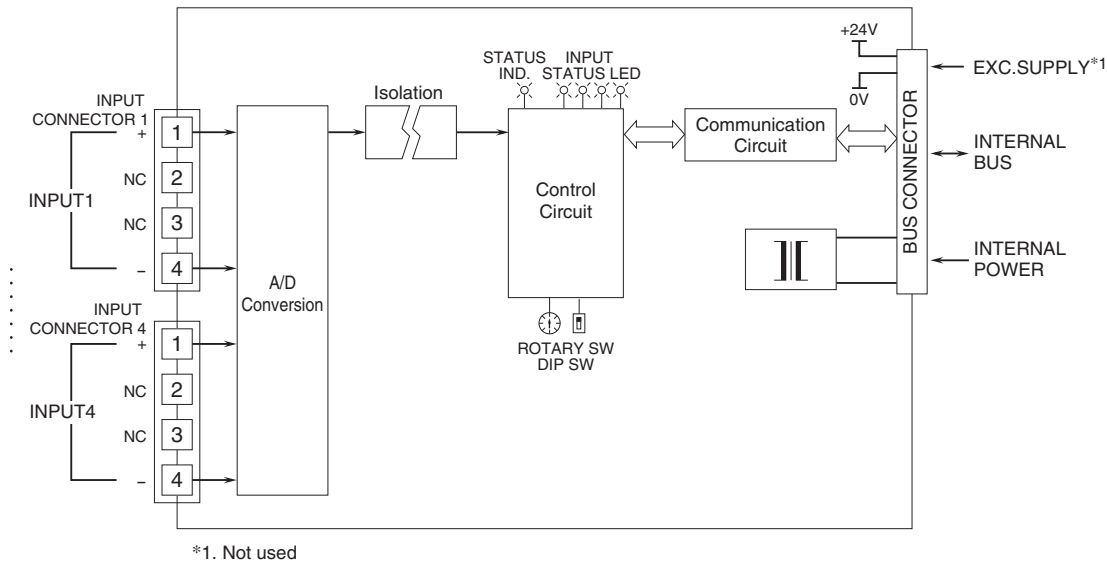 +24V
0V
EXC.SUPPLY*1
STATUS
IND.
INPUT
STATUS LED
Isolation
INPUT
CONNECTOR 1
+
1
NC
2
INPUT1
NC
3
−
4
A/D
Conversion
Control
Circuit
Communication
Circuit
BUS CONNECTOR
INTERNAL
BUS
INTERNAL
POWER
INPUT
CONNECTOR 4
+
1
NC
2
INPUT4
NC
3
−
4
ROTARY SW
DIP SW
*1. Not used